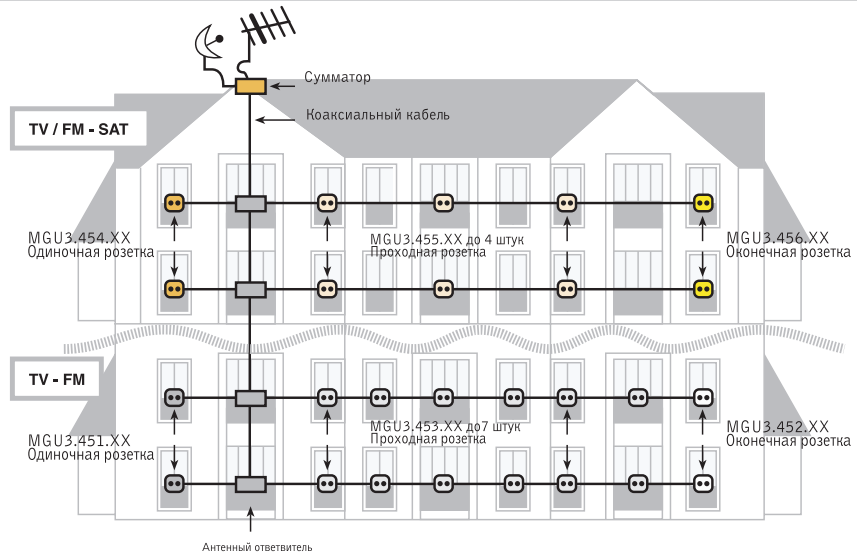 Сумматор
Коаксиальный кабель
TV / FM - SAT
MGU3.454.XX
Одиночная розетка
MGU3.455.XX до 4 штук
Проходная розетка
MGU3.456.XX
Оконечная розетка
TV - FM
MGU3.451.XX
Одиночная розетка
MGU3.453.XX до7 штук
Проходная розетка
MGU3.452.XX
Оконечная розетка
Антенный ответвитель